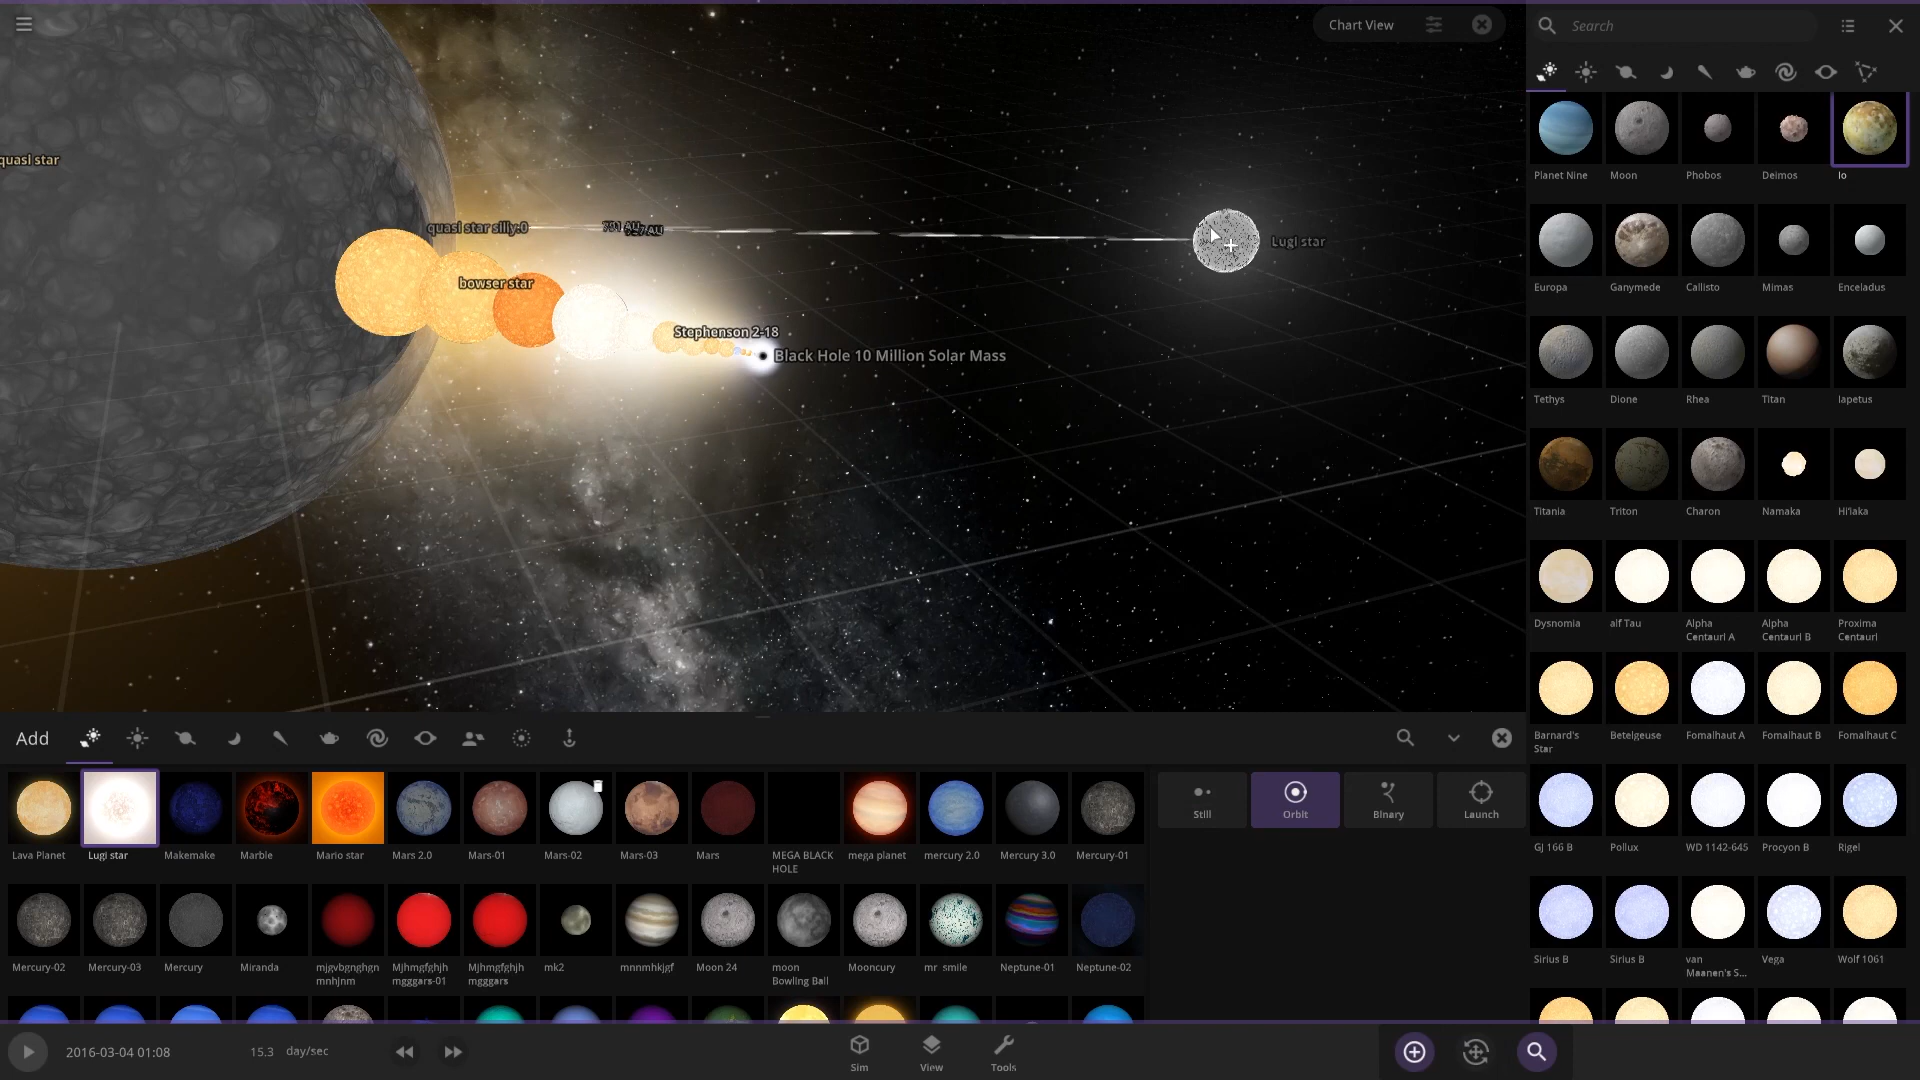 Chart View
Search
quasi star
quasi star silly:0
Lugi star
bowser star
Stephenson 2-18
Black Hole 10 Million Solar Mass
Planet Nine
Moon
Phobos
Deimos
Io
Europa
Ganymede
Callisto
Mimas
Enceladus
Tethys
Dione
Rhea
Titan
Iapetus
Titania
Triton
Charon
Namaka
Hi'iaka
Dysnomia
alf Tau
Alpha
Centauri A
Alpha
Centauri B
Proxima
Centauri
Barnard's
Star
Betelgeuse
Fomalhaut A
Fomalhaut B
Fomalhaut C
GJ 166 B
Pollux
WD 1142-645
Procyon B
Rigel
Sirius B
Sirius B
van
Maanen's S...
Vega
Wolf 1061
Add
Lava Planet
Lugi star
Makemake
Marble
Mario star
Mars 2.0
Mars-01
Mars-02
Mars-03
Mars
MEGA BLACK
HOLE
mega planet
mercury 2.0
Mercury 3.0
Mercury-01
Still
Orbit
Binary
Launch
Mercury-02
Mercury-03
Mercury
Miranda
mjgvbgnghgn
mnhjnm
Mjhmgfghjh
mgggars-01
Mjhmgfghjh
mgggars
mk2
mnnmhkjgf
Moon 24
moon
Bowling Ball
Mooncury
mr smile
Neptune-01
Neptune-02
2016-03-04 01:08
15.3 day/sec
Sim
View
Tools